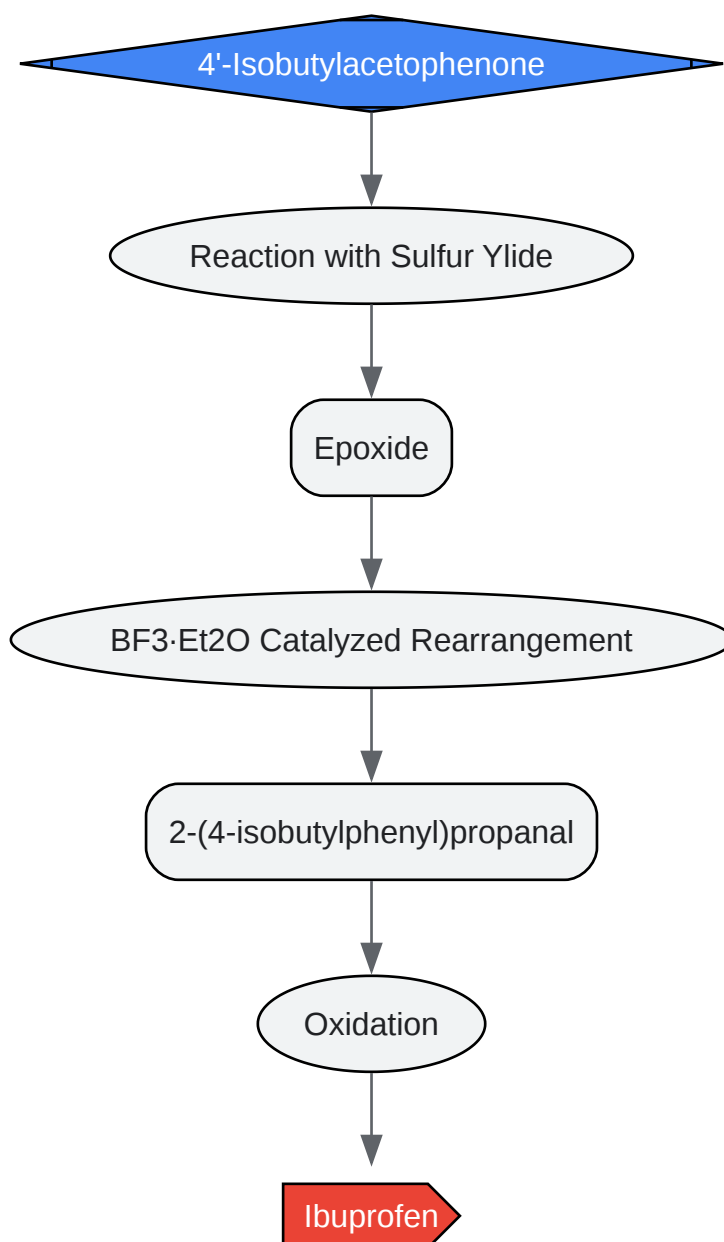 4'-Isobutylacetophenone
Reaction with Sulfur Ylide
Epoxide
BF3·Et2O Catalyzed Rearrangement
2-(4-isobutylphenyl)propanal
Oxidation
Ibuprofen